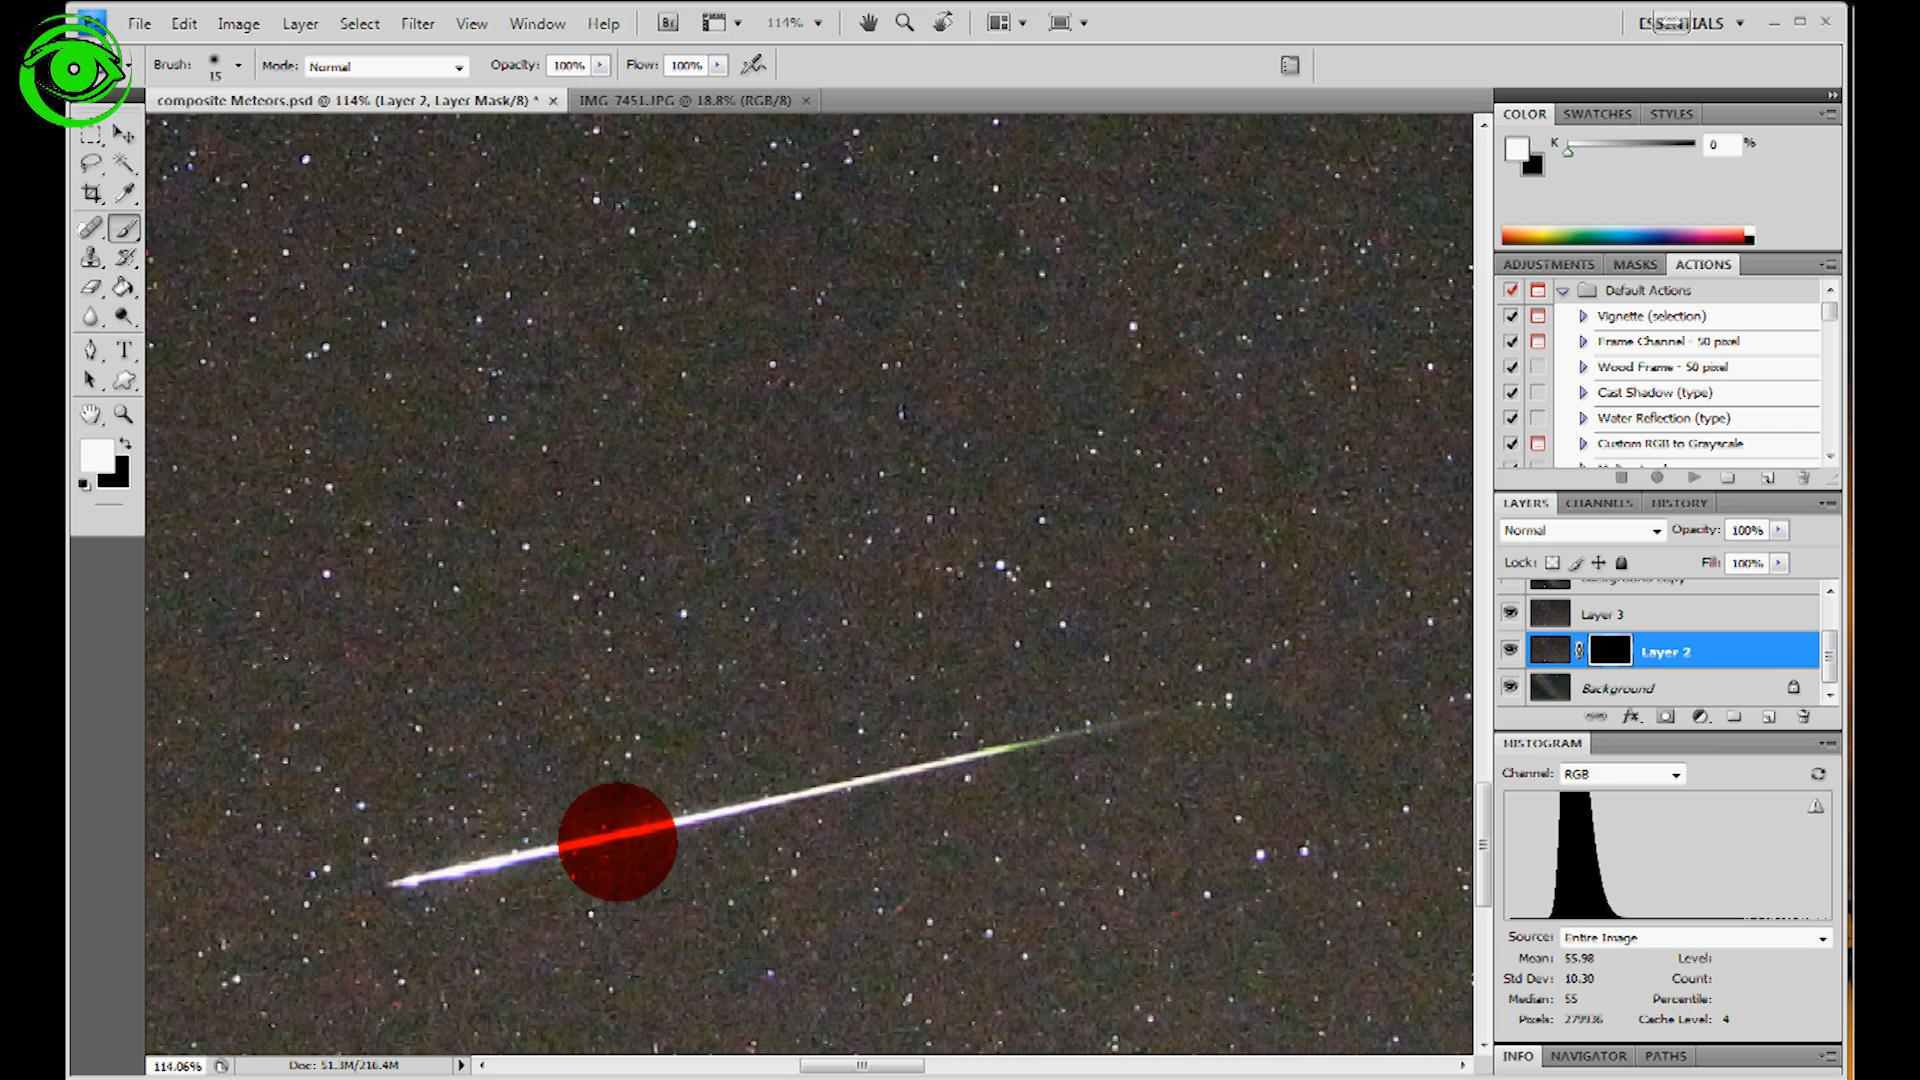 File Edit Image Layer Select Filter View Window Help Br 114% ESSENTIALS
Brush: 15 Mode: Normal Opacity: 100% Flow: 100%
composite Meteors.psd @ 114% (Layer 2, Layer Mask/8) * IMG_7451.JPG @ 18.8% (RGB/8)
COLOR SWATCHES STYLES
K 0 %
ADJUSTMENTS MASKS ACTIONS
Default Actions
Vignette (selection)
Frame Channel - 50 pixel
Wood Frame - 50 pixel
Cast Shadow (type)
Water Reflection (type)
Custom RGB to Grayscale
LAYERS CHANNELS HISTORY
Normal Opacity: 100%
Lock: Fill: 100%
Background copy
Layer 3
Layer 2
Background
HISTOGRAM
Channel: RGB
Source: Entire Image
Mean: 55.98 Level:
Std Dev: 10.30 Count:
Median: 55 Percentile:
Pixels: 279936 Cache Level: 4
114.06% Doc: 51.3M/216.4M
INFO NAVIGATOR PATHS